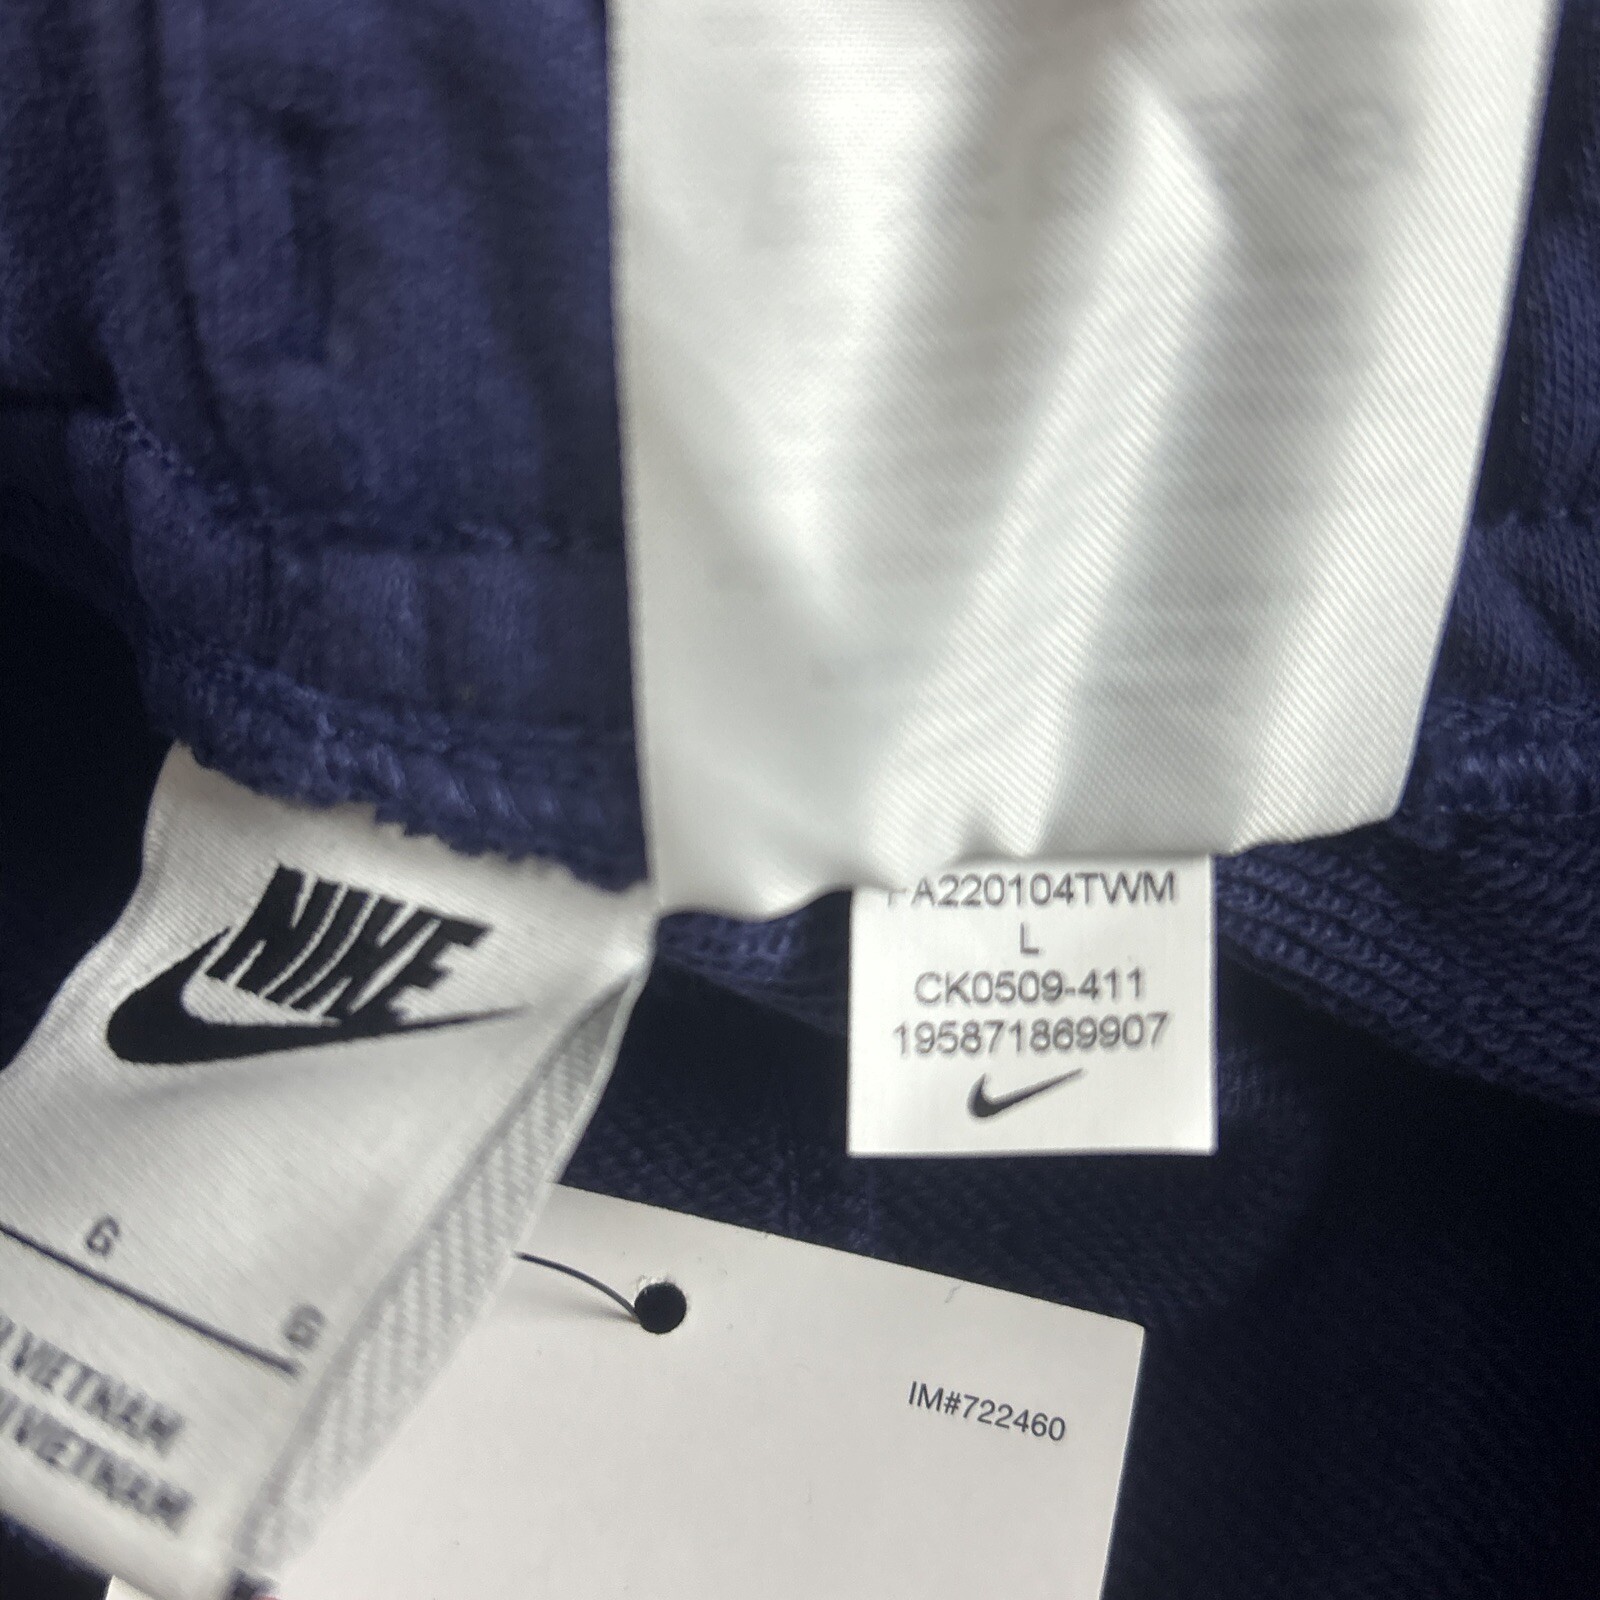 A220104TWM
L
CK0509-411
195871869907
NIKE
G
G
VIETNAM
VIETNAM
IM#722460